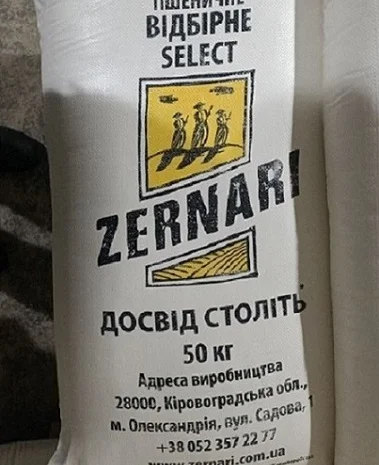 ПШЕНИЧНЕ
ВІДБІРНЕ
SELECT
ZERNARI
ДОСВІД СТОЛІТЬ
50 КГ
Адреса виробництва
28000, Кіровоградська обл.,
м. Олександрія, вул. Садова, 1
+38 052 357 22 77
www.zernari.com.ua